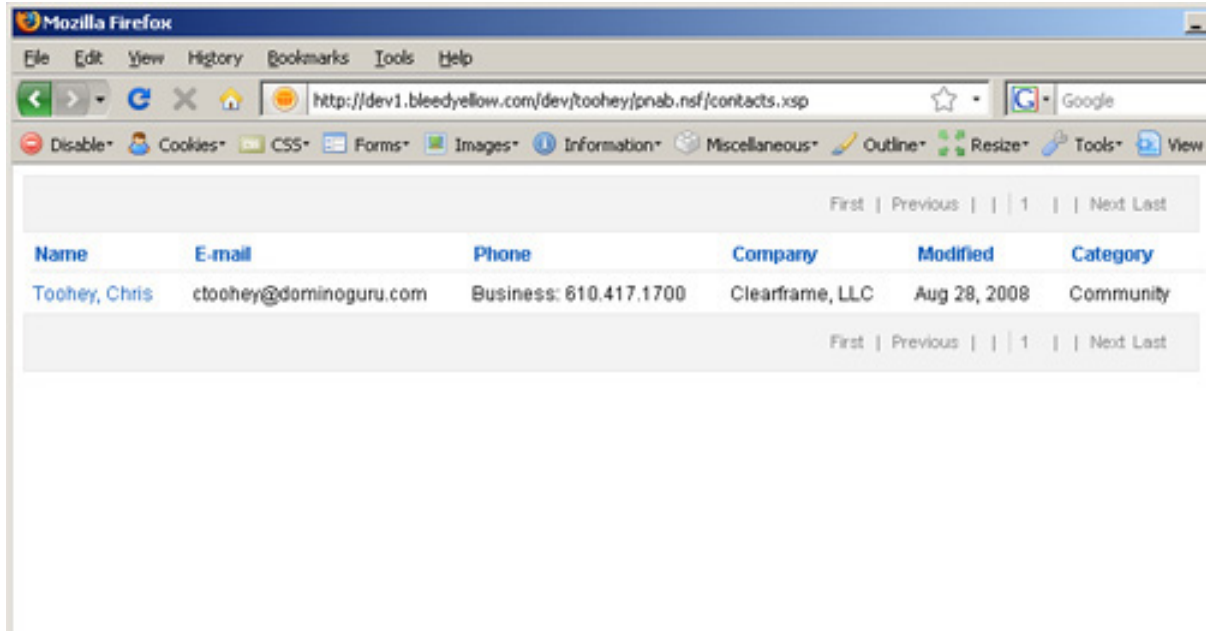 Mozilla Firefox
File Edit View History Bookmarks Tools Help
http://dev1.bleedyellow.com/dev/toohey/pnab.nsf/contacts.xsp G Google
Disable Cookies CSS Forms Images Information Miscellaneous Outline Resize Tools View
First | Previous | | 1 | | Next Last
Name E-mail Phone Company Modified Category
Toohey, Chris ctoohey@dominoguru.com Business: 610.417.1700 Clearframe, LLC Aug 28, 2008 Community
First | Previous | | 1 | | Next Last